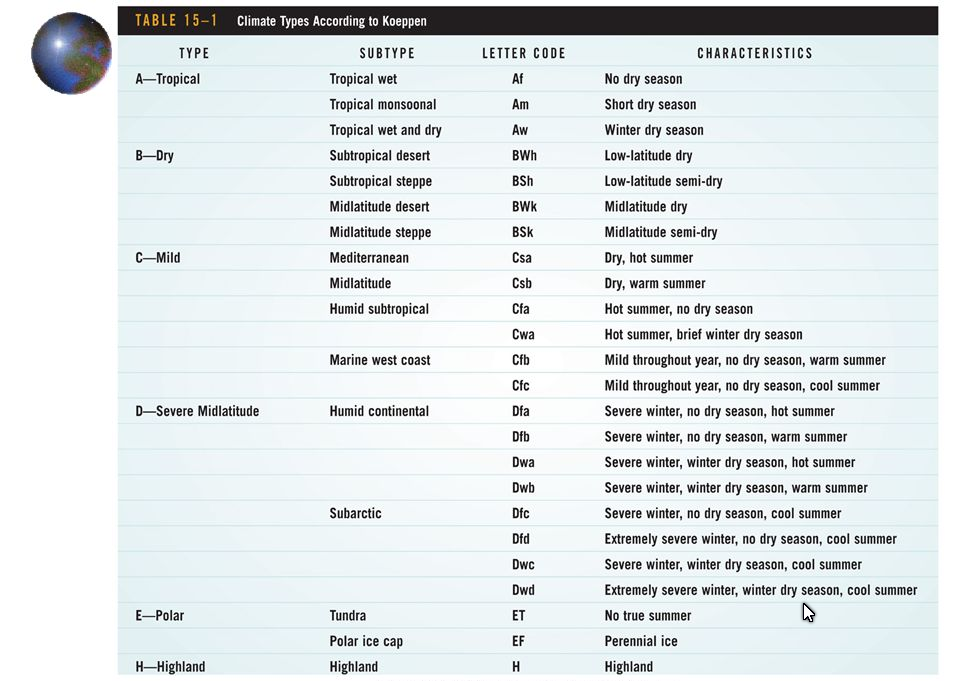 TABLE 15–1 Climate Types According to Koeppen
TYPE SUBTYPE LETTER CODE CHARACTERISTICS
A—Tropical Tropical wet Af No dry season
Tropical monsoonal Am Short dry season
Tropical wet and dry Aw Winter dry season
B—Dry Subtropical desert BWh Low-latitude dry
Subtropical steppe BSh Low-latitude semi-dry
Midlatitude desert BWk Midlatitude dry
Midlatitude steppe BSk Midlatitude semi-dry
C—Mild Mediterranean Csa Dry, hot summer
Midlatitude Csb Dry, warm summer
Humid subtropical Cfa Hot summer, no dry season
Cwa Hot summer, brief winter dry season
Marine west coast Cfb Mild throughout year, no dry season, warm summer
Cfc Mild throughout year, no dry season, cool summer
D—Severe Midlatitude Humid continental Dfa Severe winter, no dry season, hot summer
Dfb Severe winter, no dry season, warm summer
Dwa Severe winter, winter dry season, hot summer
Dwb Severe winter, winter dry season, warm summer
Subarctic Dfc Severe winter, no dry season, cool summer
Dfd Extremely severe winter, no dry season, cool summer
Dwc Severe winter, winter dry season, cool summer
Dwd Extremely severe winter, winter dry season, cool summer
E—Polar Tundra ET No true summer
Polar ice cap EF Perennial ice
H—Highland Highland H Highland